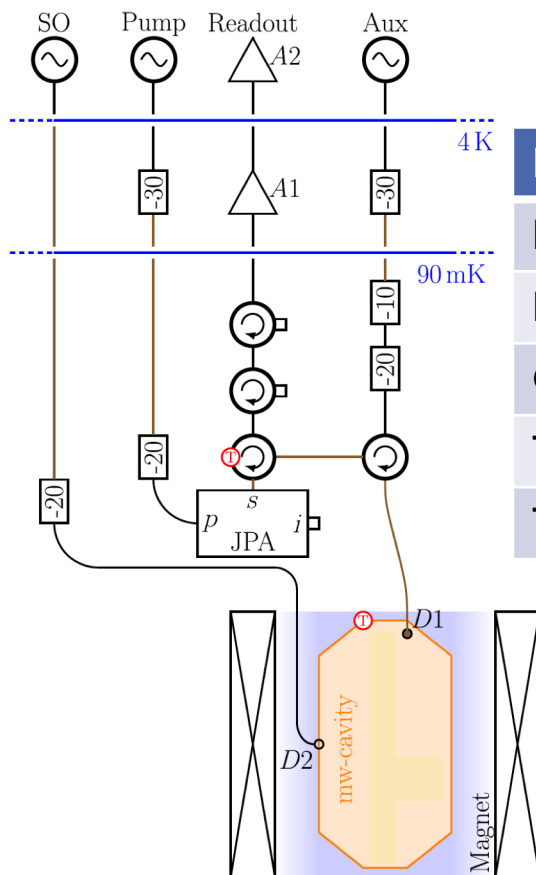 SO Pump Readout Aux
A2
4 K
-30 A1 -30
90 mK
-10
-20
T
-20 -20
s
p i
JPA
T D1
mw-cavity
D2
Magnet